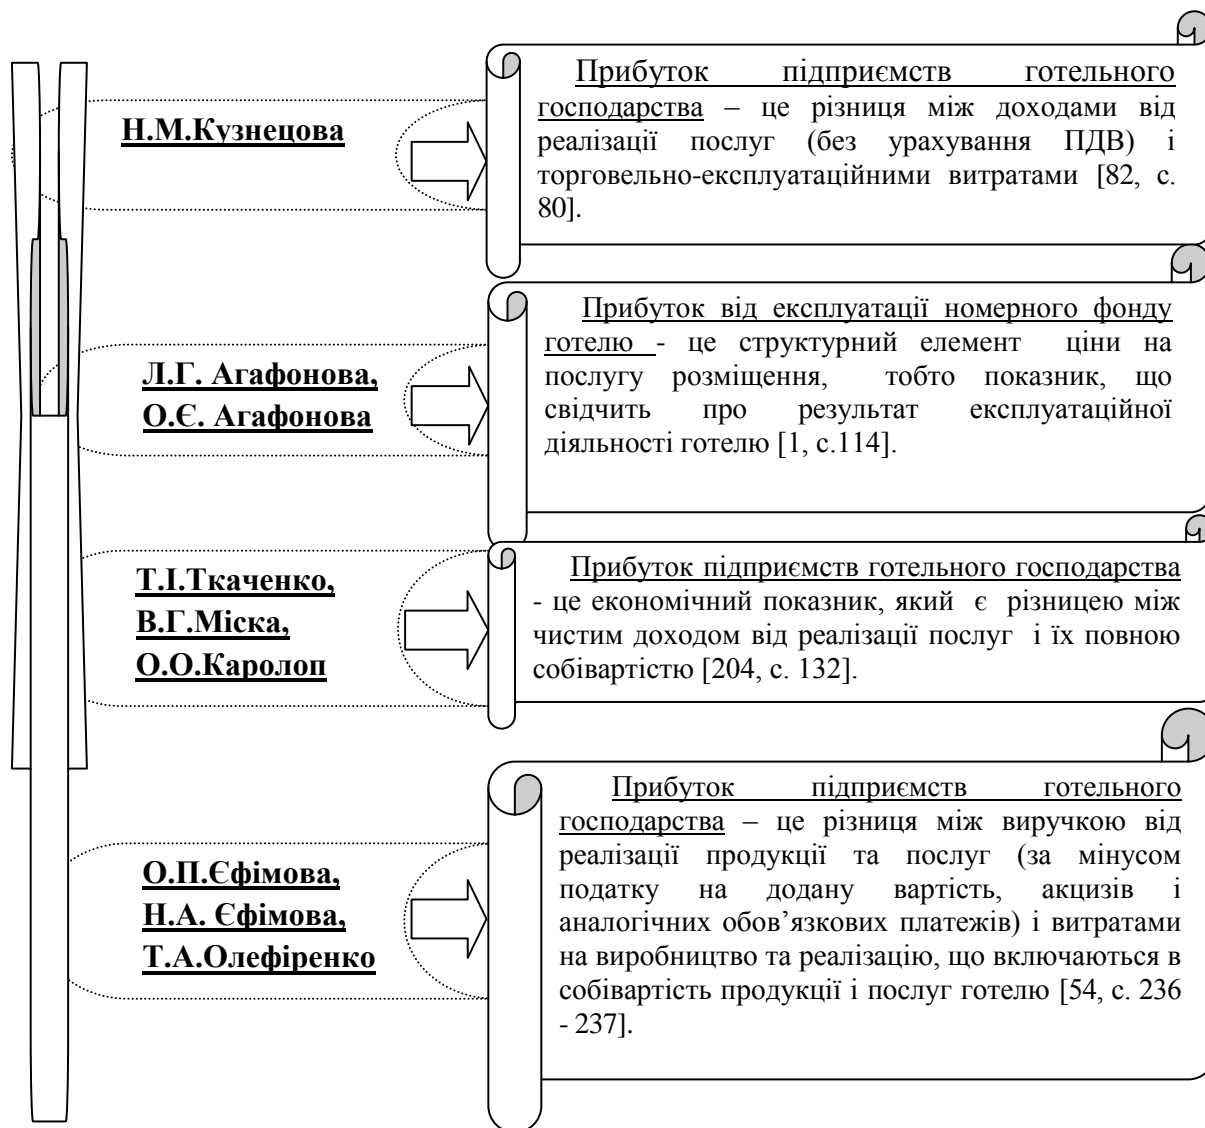 Н.М.Кузнецова
Прибуток підприємств готельного
господарства – це різниця між доходами від
реалізації послуг (без урахування ПДВ) і
торговельно-експлуатаційними витратами [82, с.
80].
Л.Г. Агафонова,
О.Є. Агафонова
Прибуток від експлуатації номерного фонду
готелю - це структурний елемент ціни на
послугу розміщення, тобто показник, що
свідчить про результат експлуатаційної
діяльності готелю [1, с.114].
Т.І.Ткаченко,
В.Г.Міска,
О.О.Каролоп
Прибуток підприємств готельного господарства
- це економічний показник, який є різницею між
чистим доходом від реалізації послуг і їх повною
собівартістю [204, с. 132].
О.П.Єфімова,
Н.А. Єфімова,
Т.А.Олефіренко
Прибуток підприємств готельного
господарства – це різниця між виручкою від
реалізації продукції та послуг (за мінусом
податку на додану вартість, акцизів і
аналогічних обов’язкових платежів) і витратами
на виробництво та реалізацію, що включаються в
собівартість продукції і послуг готелю [54, с. 236
- 237].